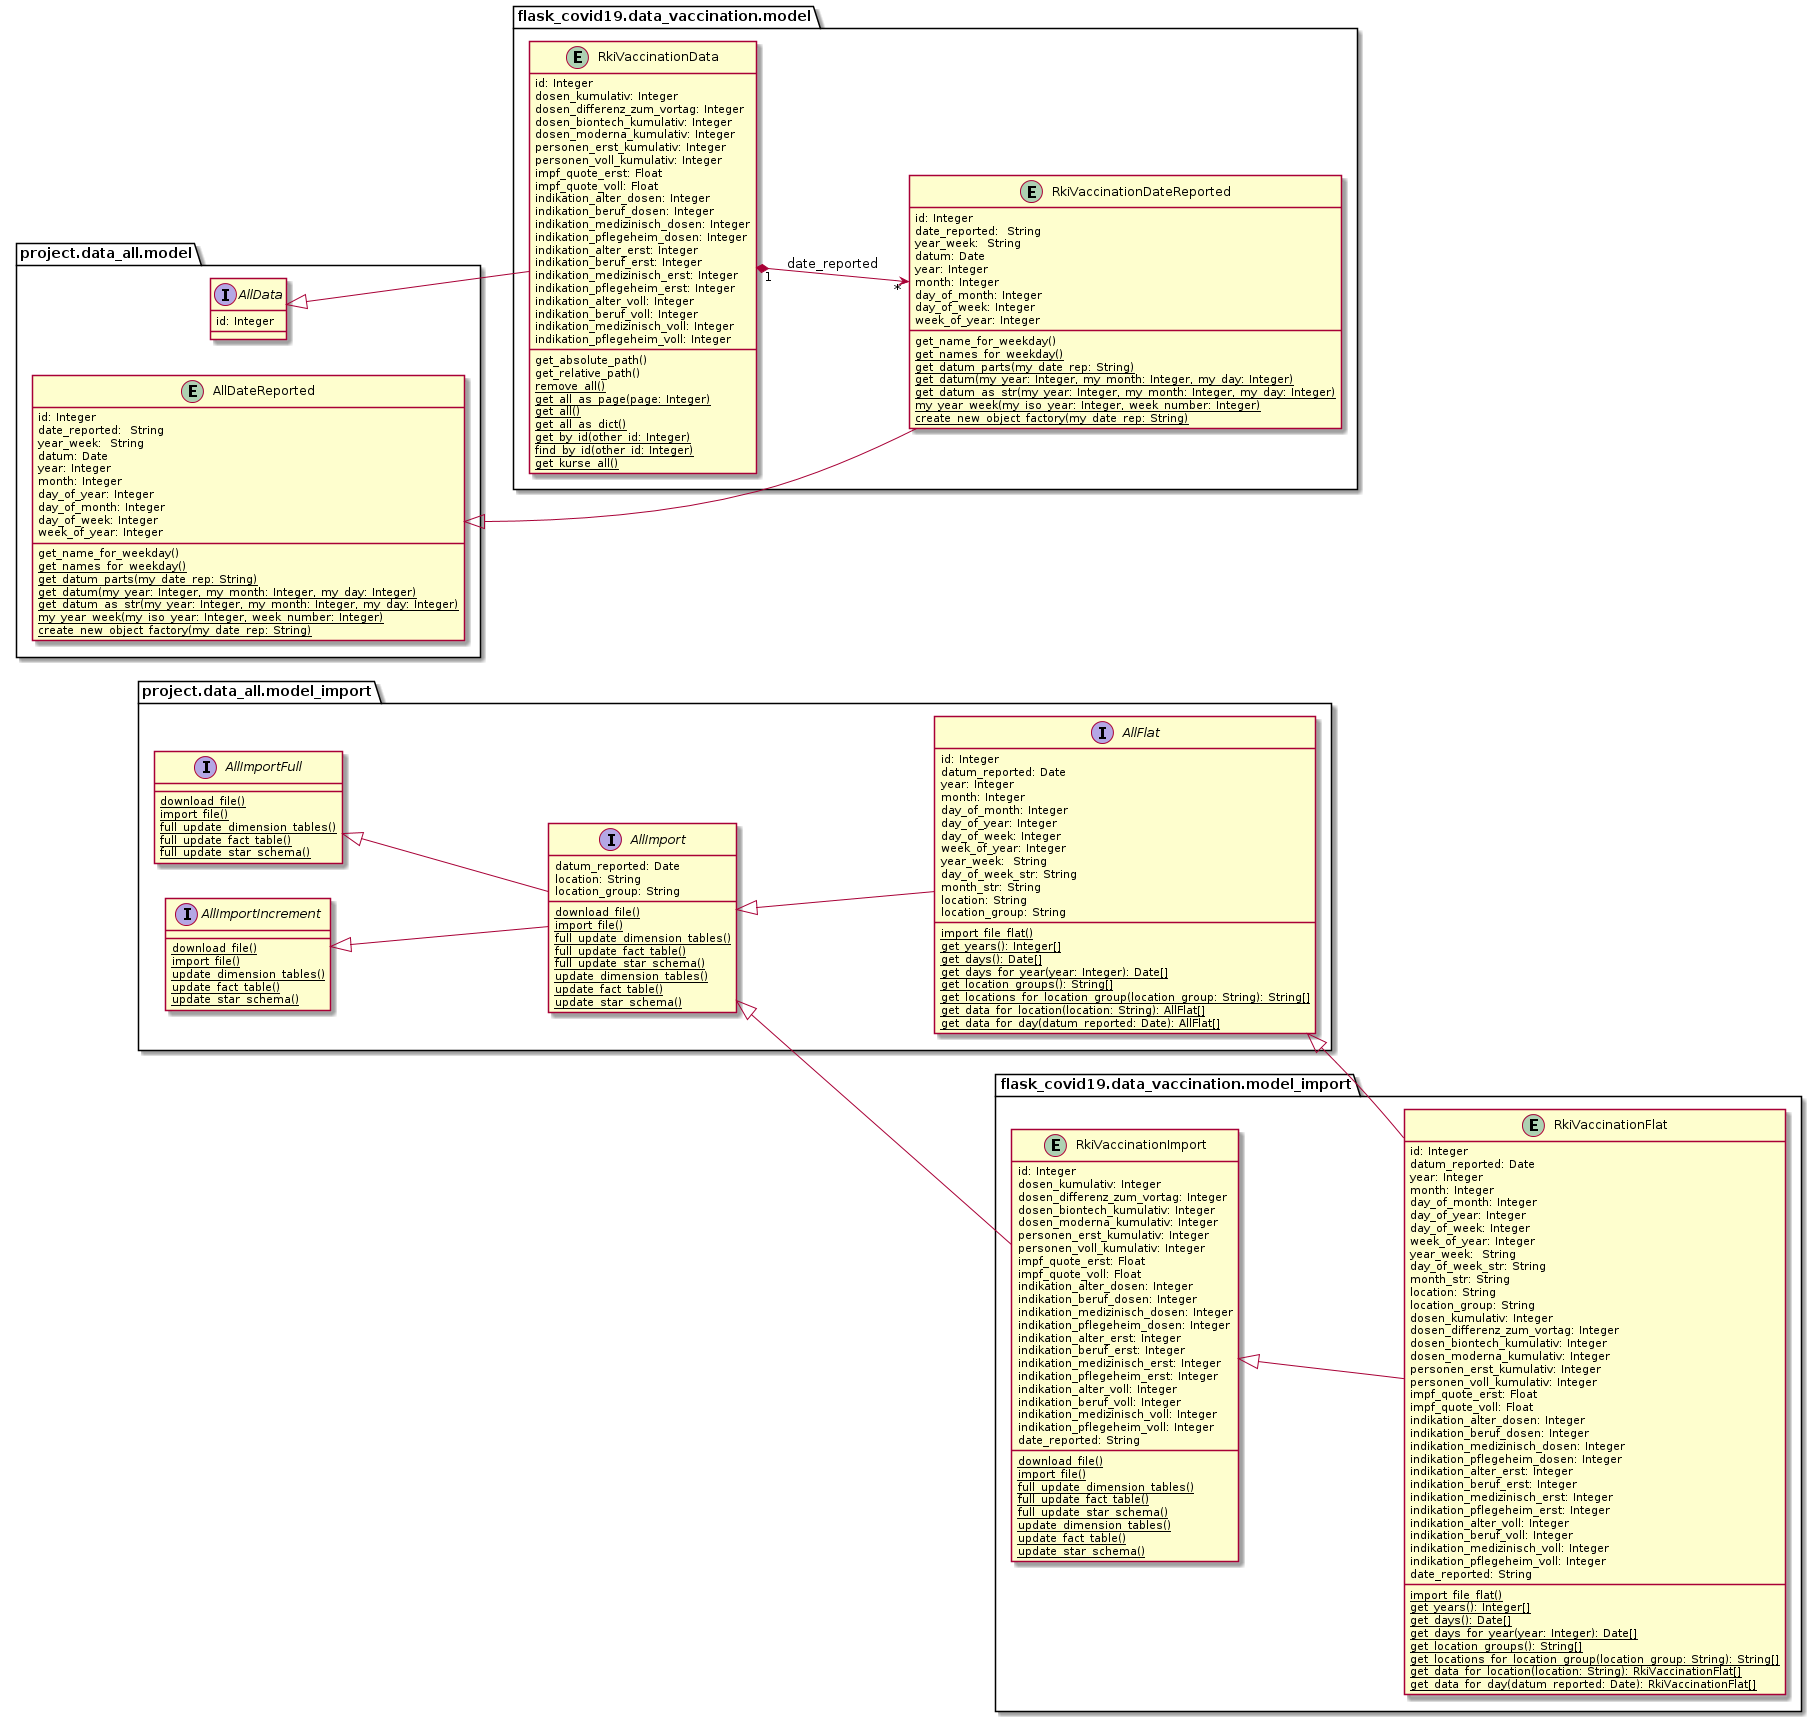 flask_covid19.data_vaccination.model
E RkiVaccinationData
id: Integer
dosen_kumulativ: Integer
dosen_differenz_zum_vortag: Integer
dosen_biontech_kumulativ: Integer
dosen_moderna_kumulativ: Integer
personen_erst_kumulativ: Integer
personen_voll_kumulativ: Integer
impf_quote_erst: Float
impf_quote_voll: Float
indikation_alter_dosen: Integer
indikation_beruf_dosen: Integer
indikation_medizinisch_dosen: Integer
indikation_pflegeheim_dosen: Integer
indikation_alter_erst: Integer
indikation_beruf_erst: Integer
indikation_medizinisch_erst: Integer
indikation_pflegeheim_erst: Integer
indikation_alter_voll: Integer
indikation_beruf_voll: Integer
indikation_medizinisch_voll: Integer
indikation_pflegeheim_voll: Integer
get_absolute_path()
get_relative_path()
remove_all()
get_all_as_page(page: Integer)
get_all()
get_all_as_dict()
get_by_id(other_id: Integer)
find_by_id(other_id: Integer)
get_kurse_all()
date_reported
1
*
E RkiVaccinationDateReported
id: Integer
date_reported: String
year_week: String
datum: Date
year: Integer
month: Integer
day_of_month: Integer
day_of_week: Integer
week_of_year: Integer
get_name_for_weekday()
get_names_for_weekday()
get_datum_parts(my_date_rep: String)
get_datum(my_year: Integer, my_month: Integer, my_day: Integer)
get_datum_as_str(my_year: Integer, my_month: Integer, my_day: Integer)
my_year_week(my_iso_year: Integer, week_number: Integer)
create_new_object_factory(my_date_rep: String)
project.data_all.model
I AllData
id: Integer
E AllDateReported
id: Integer
date_reported: String
year_week: String
datum: Date
year: Integer
month: Integer
day_of_year: Integer
day_of_month: Integer
day_of_week: Integer
week_of_year: Integer
get_name_for_weekday()
get_names_for_weekday()
get_datum_parts(my_date_rep: String)
get_datum(my_year: Integer, my_month: Integer, my_day: Integer)
get_datum_as_str(my_year: Integer, my_month: Integer, my_day: Integer)
my_year_week(my_iso_year: Integer, week_number: Integer)
create_new_object_factory(my_date_rep: String)
project.data_all.model_import
I AllImportFull
download_file()
import_file()
full_update_dimension_tables()
full_update_fact_table()
full_update_star_schema()
I AllImportIncrement
download_file()
import_file()
update_dimension_tables()
update_fact_table()
update_star_schema()
I AllImport
datum_reported: Date
location: String
location_group: String
download_file()
import_file()
full_update_dimension_tables()
full_update_fact_table()
full_update_star_schema()
update_dimension_tables()
update_fact_table()
update_star_schema()
I AllFlat
id: Integer
datum_reported: Date
year: Integer
month: Integer
day_of_month: Integer
day_of_year: Integer
day_of_week: Integer
week_of_year: Integer
year_week: String
day_of_week_str: String
month_str: String
location: String
location_group: String
import_file_flat()
get_years(): Integer[]
get_days(): Date[]
get_days_for_year(year: Integer): Date[]
get_location_groups(): String[]
get_locations_for_location_group(location_group: String): String[]
get_data_for_location(location: String): AllFlat[]
get_data_for_day(datum_reported: Date): AllFlat[]
flask_covid19.data_vaccination.model_import
E RkiVaccinationImport
id: Integer
dosen_kumulativ: Integer
dosen_differenz_zum_vortag: Integer
dosen_biontech_kumulativ: Integer
dosen_moderna_kumulativ: Integer
personen_erst_kumulativ: Integer
personen_voll_kumulativ: Integer
impf_quote_erst: Float
impf_quote_voll: Float
indikation_alter_dosen: Integer
indikation_beruf_dosen: Integer
indikation_medizinisch_dosen: Integer
indikation_pflegeheim_dosen: Integer
indikation_alter_erst: Integer
indikation_beruf_erst: Integer
indikation_medizinisch_erst: Integer
indikation_pflegeheim_erst: Integer
indikation_alter_voll: Integer
indikation_beruf_voll: Integer
indikation_medizinisch_voll: Integer
indikation_pflegeheim_voll: Integer
date_reported: String
download_file()
import_file()
full_update_dimension_tables()
full_update_fact_table()
full_update_star_schema()
update_dimension_tables()
update_fact_table()
update_star_schema()
E RkiVaccinationFlat
id: Integer
datum_reported: Date
year: Integer
month: Integer
day_of_month: Integer
day_of_year: Integer
day_of_week: Integer
week_of_year: Integer
year_week: String
day_of_week_str: String
month_str: String
location: String
location_group: String
dosen_kumulativ: Integer
dosen_differenz_zum_vortag: Integer
dosen_biontech_kumulativ: Integer
dosen_moderna_kumulativ: Integer
personen_erst_kumulativ: Integer
personen_voll_kumulativ: Integer
impf_quote_erst: Float
impf_quote_voll: Float
indikation_alter_dosen: Integer
indikation_beruf_dosen: Integer
indikation_medizinisch_dosen: Integer
indikation_pflegeheim_dosen: Integer
indikation_alter_erst: Integer
indikation_beruf_erst: Integer
indikation_medizinisch_erst: Integer
indikation_pflegeheim_erst: Integer
indikation_alter_voll: Integer
indikation_beruf_voll: Integer
indikation_medizinisch_voll: Integer
indikation_pflegeheim_voll: Integer
date_reported: String
import_file_flat()
get_years(): Integer[]
get_days(): Date[]
get_days_for_year(year: Integer): Date[]
get_location_groups(): String[]
get_locations_for_location_group(location_group: String): String[]
get_data_for_location(location: String): RkiVaccinationFlat[]
get_data_for_day(datum_reported: Date): RkiVaccinationFlat[]